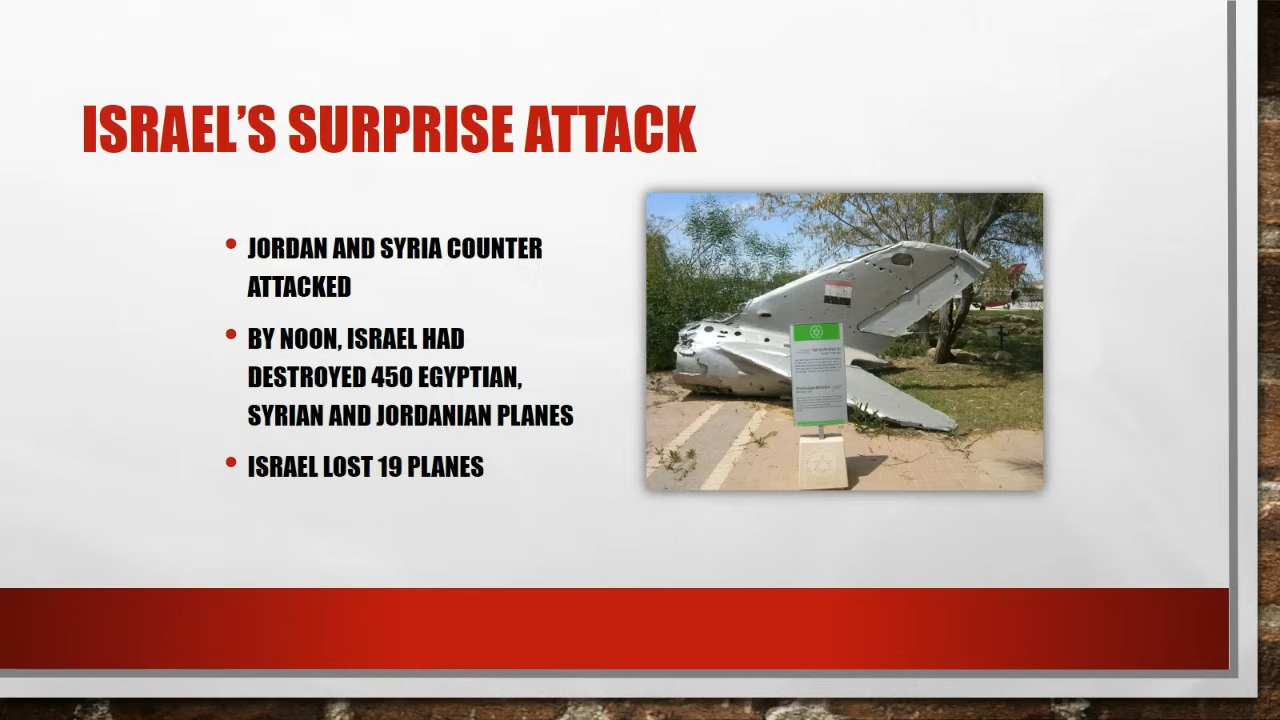 ISRAEL’S SURPRISE ATTACK
• JORDAN AND SYRIA COUNTER
ATTACKED
• BY NOON, ISRAEL HAD
DESTROYED 450 EGYPTIAN,
SYRIAN AND JORDANIAN PLANES
• ISRAEL LOST 19 PLANES